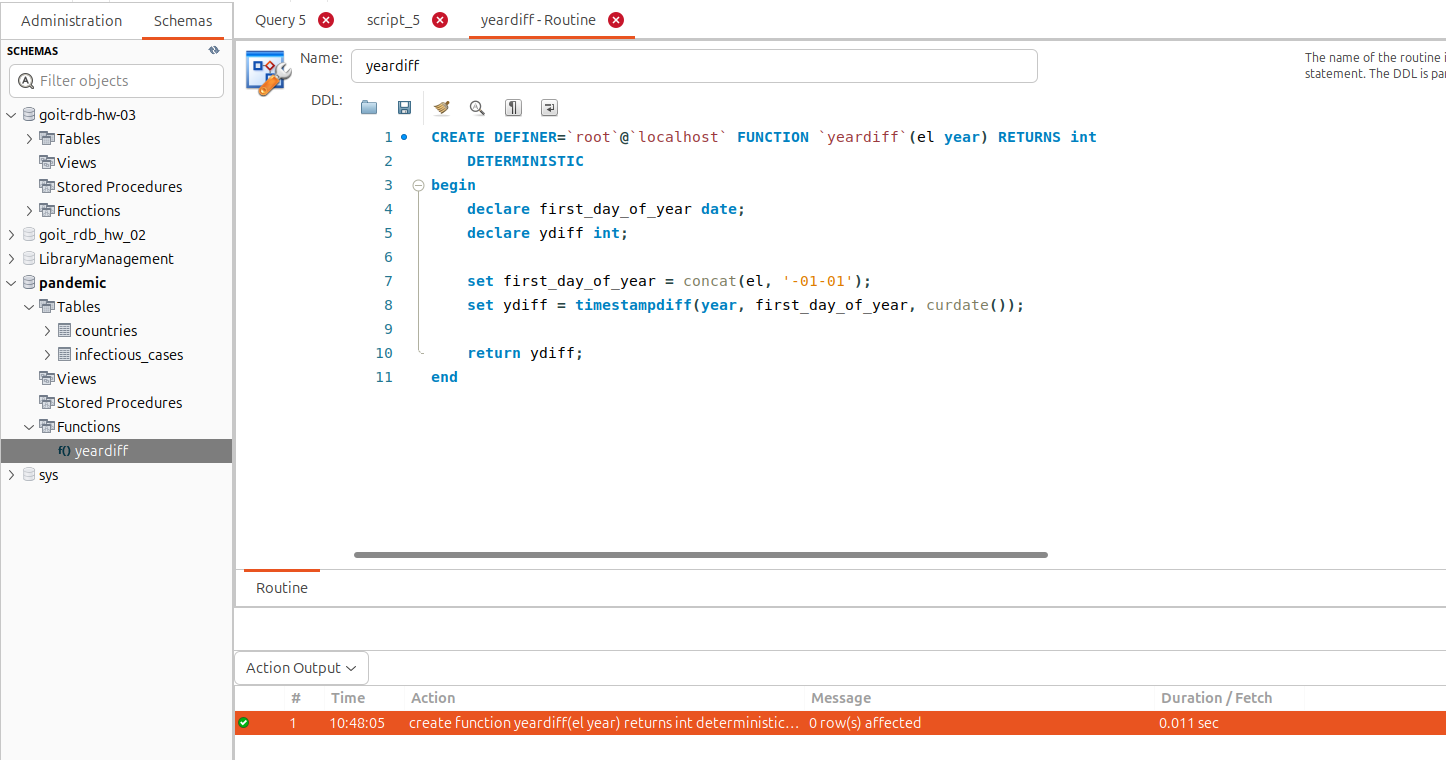 Administration Schemas
Query 5 script_5 yeardiff - Routine
SCHEMAS
Filter objects
goit-rdb-hw-03
Tables
Views
Stored Procedures
Functions
goit_rdb_hw_02
LibraryManagement
pandemic
Tables
countries
infectious_cases
Views
Stored Procedures
Functions
f() yeardiff
sys
Name: yeardiff
The name of the routine i
statement. The DDL is par
DDL:
1 CREATE DEFINER=`root`@`localhost` FUNCTION `yeardiff`(el year) RETURNS int
2 DETERMINISTIC
3 begin
4 declare first_day_of_year date;
5 declare ydiff int;
6
7 set first_day_of_year = concat(el, '-01-01');
8 set ydiff = timestampdiff(year, first_day_of_year, curdate());
9
10 return ydiff;
11 end
Routine
Action Output
# Time Action Message Duration / Fetch
1 10:48:05 create function yeardiff(el year) returns int deterministic... 0 row(s) affected 0.011 sec